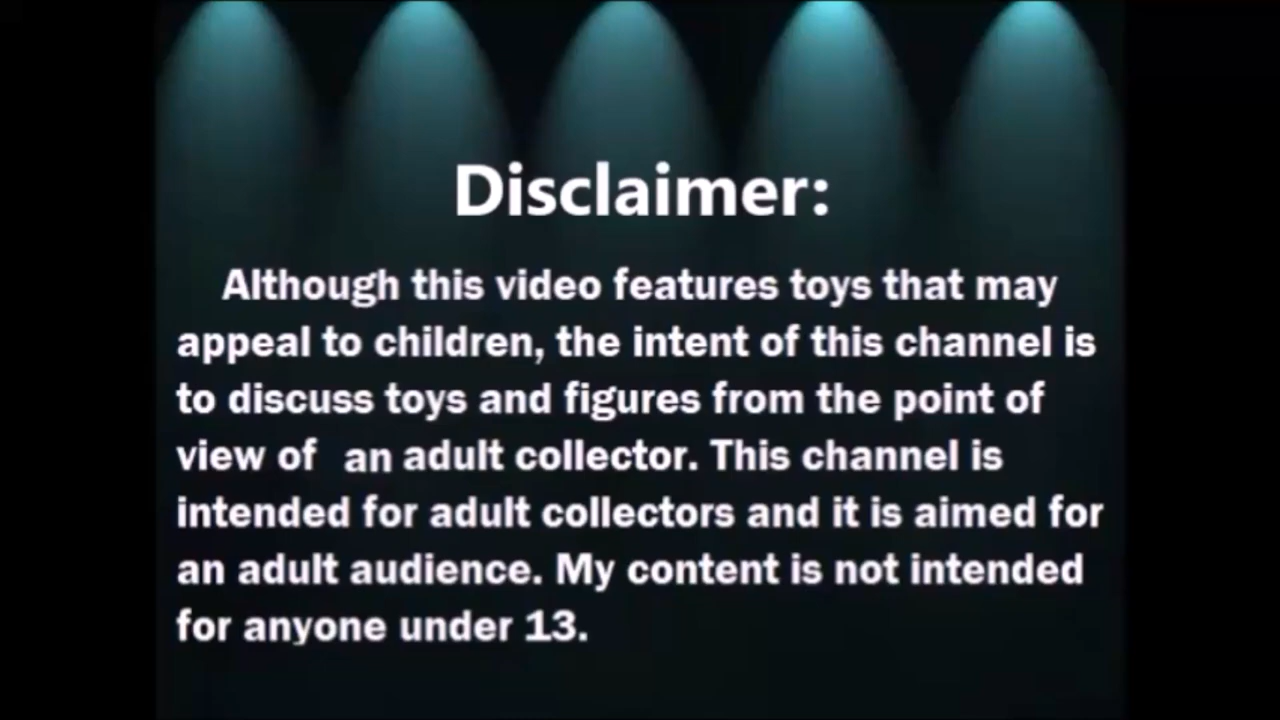 Disclaimer:
Although this video features toys that may
appeal to children, the intent of this channel is
to discuss toys and figures from the point of
view of an adult collector. This channel is
intended for adult collectors and it is aimed for
an adult audience. My content is not intended
for anyone under 13.